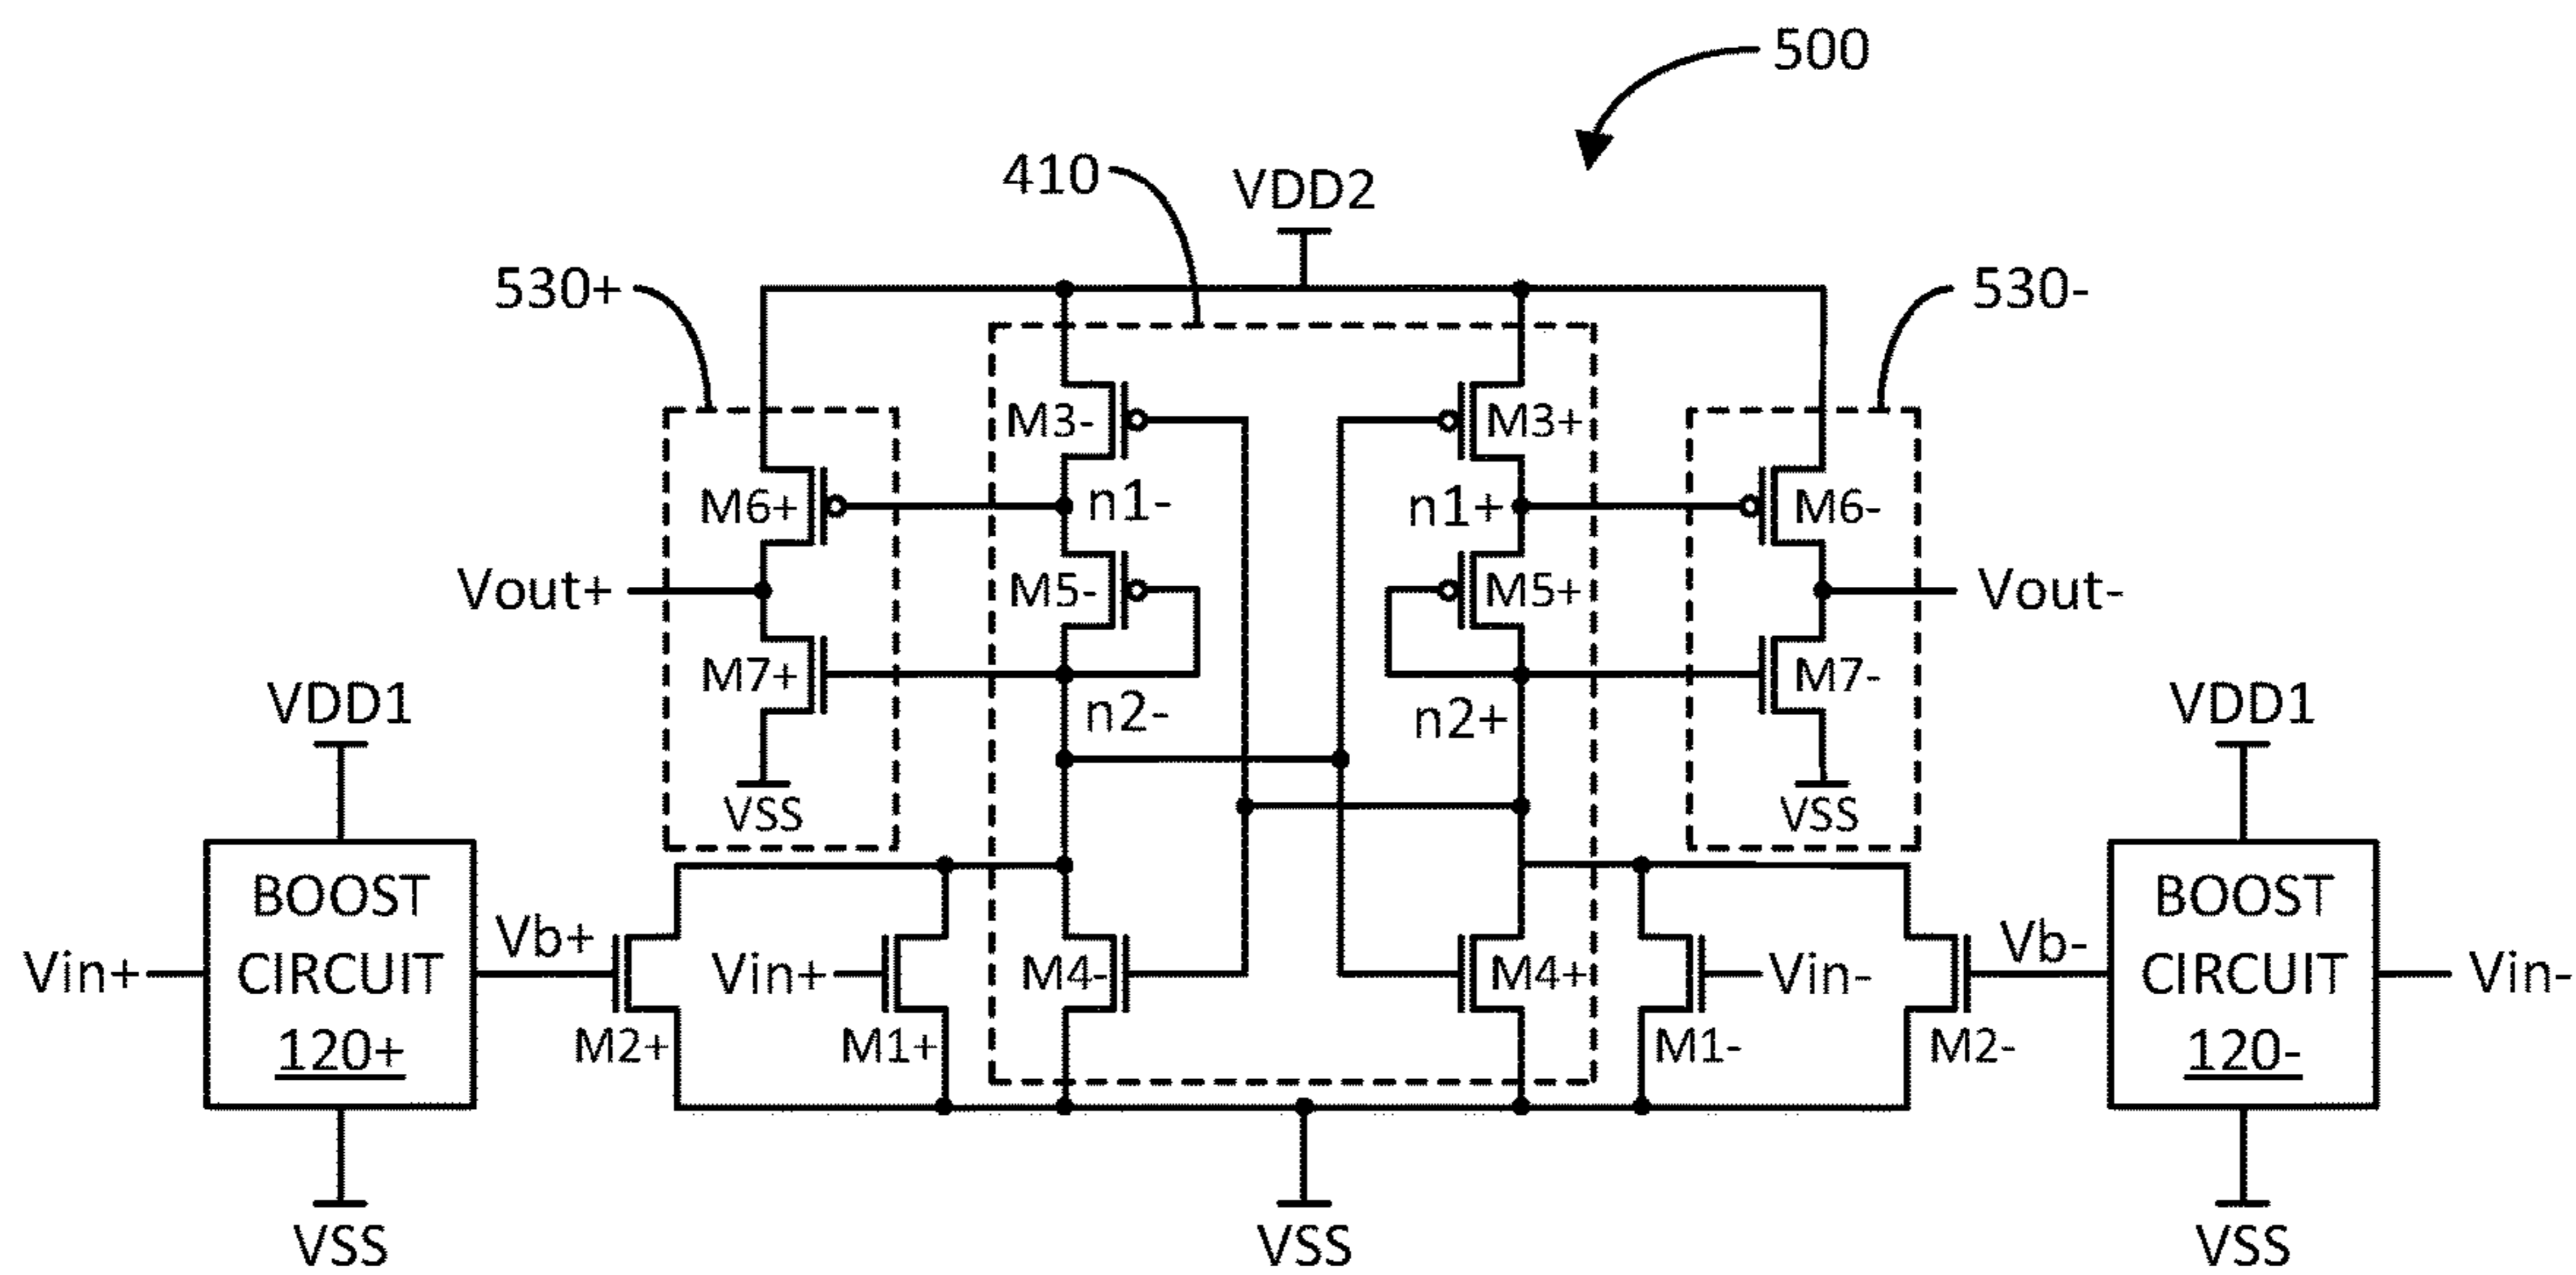 500
410
VDD2
530+
530-
M3-
M3+
M6+
n1-
n1+
M6-
Vout+
M5-
M5+
Vout-
M7+
M7-
VDD1
n2-
n2+
VDD1
VSS
VSS
BOOST
CIRCUIT
120+
Vin+
Vb+
M2+
Vin+
M1+
M4-
M4+
Vin-
M1-
Vb-
M2-
BOOST
CIRCUIT
120-
Vin-
VSS
VSS
VSS